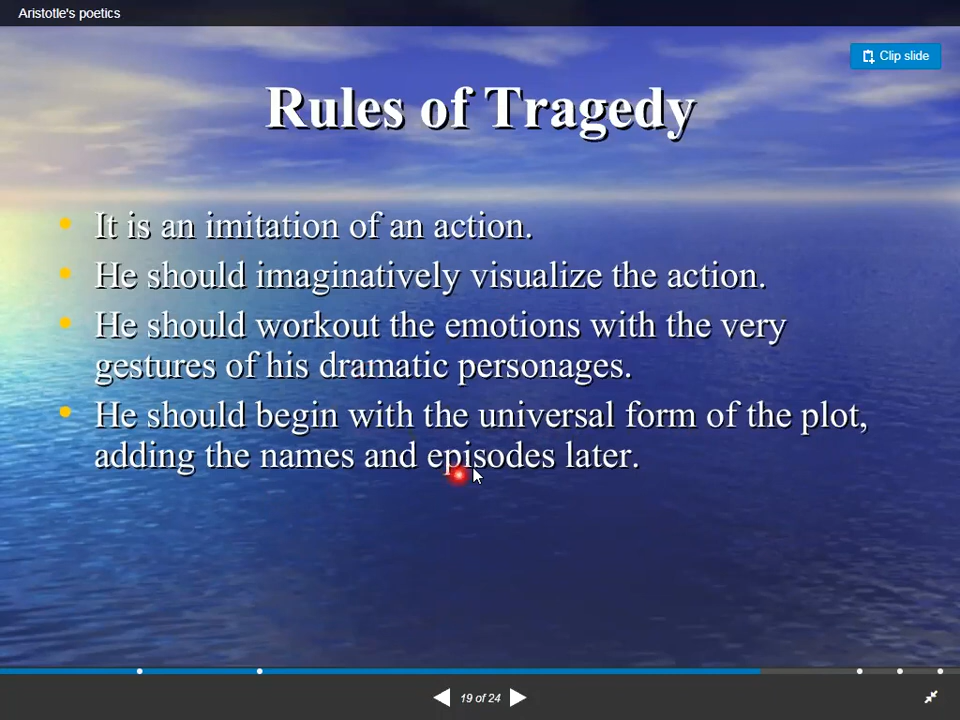 Aristotle's poetics
Clip slide
Rules of Tragedy
It is an imitation of an action.
He should imaginatively visualize the action.
He should workout the emotions with the very
gestures of his dramatic personages.
He should begin with the universal form of the plot,
adding the names and episodes later.
19 of 24